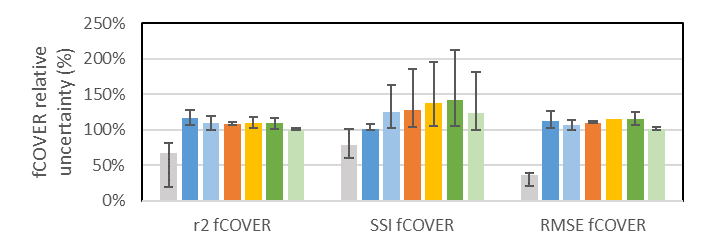 fCOVER relative
uncertainty (%)
250%
200%
150%
100%
50%
0%
r2 fCOVER
SSI fCOVER
RMSE fCOVER